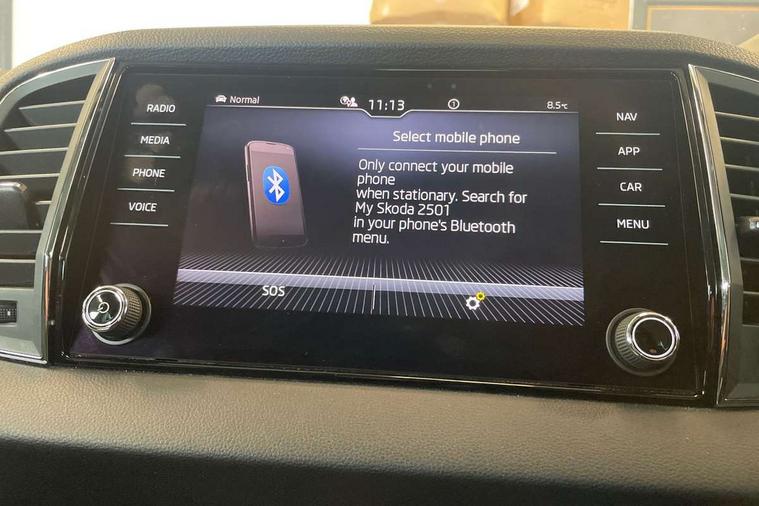 Normal
11:13
8.5°C
RADIO
MEDIA
PHONE
VOICE
NAV
APP
CAR
MENU
Select mobile phone
Only connect your mobile
phone
when stationary. Search for
My Skoda 2501
in your phone's Bluetooth
menu.
SOS